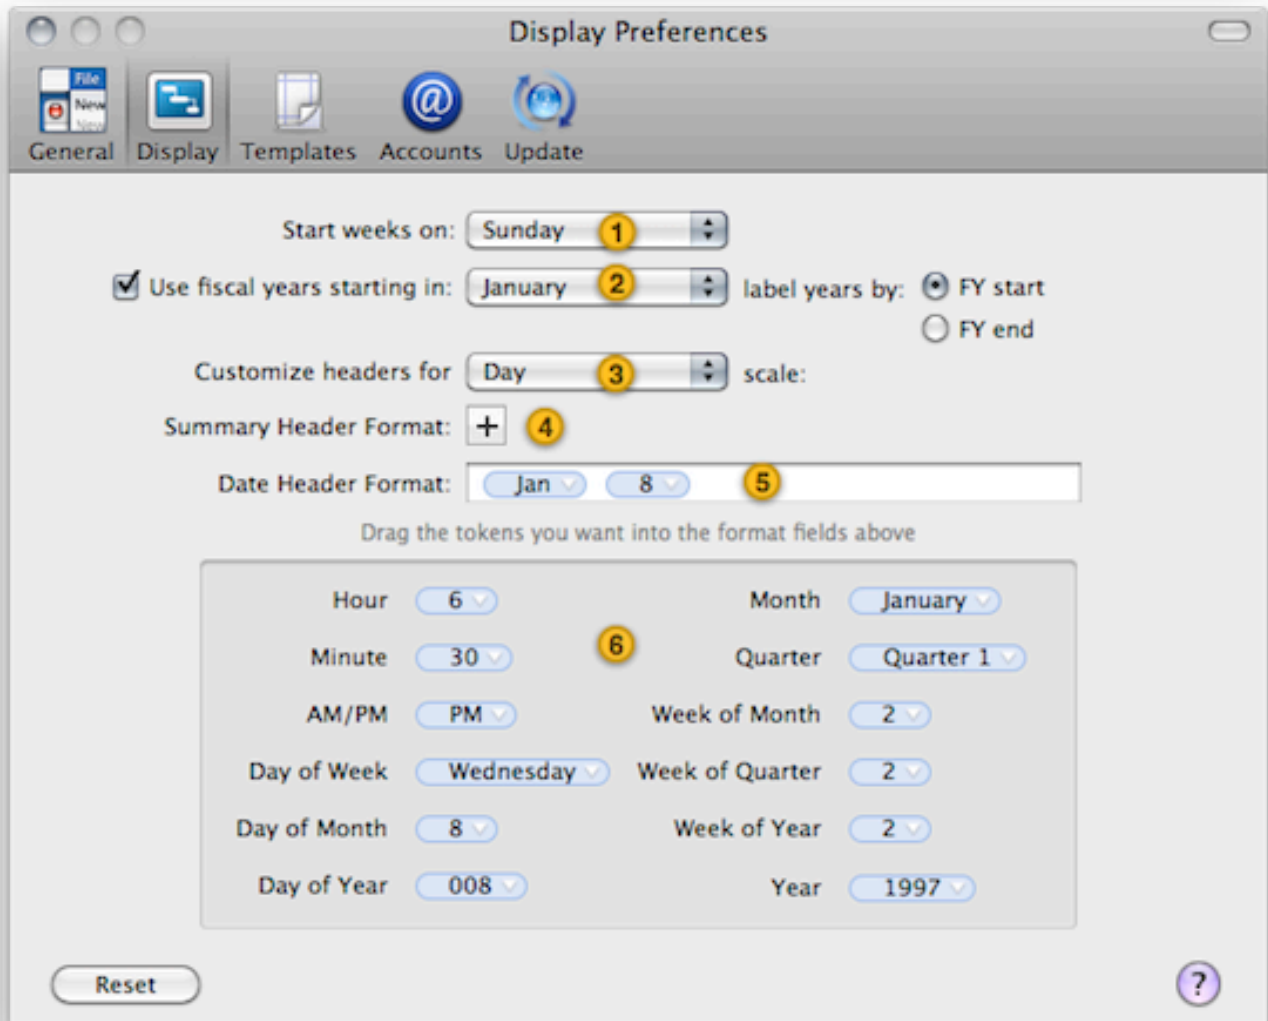 Display Preferences
File
New
New
General Display Templates Accounts Update
Start weeks on: Sunday 1
Use fiscal years starting in: January 2 label years by: FY start
FY end
Customize headers for Day 3 scale:
Summary Header Format: + 4
Date Header Format: Jan 8 5
Drag the tokens you want into the format fields above
Hour 6 Month January
6
Minute 30 Quarter Quarter 1
AM/PM PM Week of Month 2
Day of Week Wednesday Week of Quarter 2
Day of Month 8 Week of Year 2
Day of Year 008 Year 1997
Reset ?